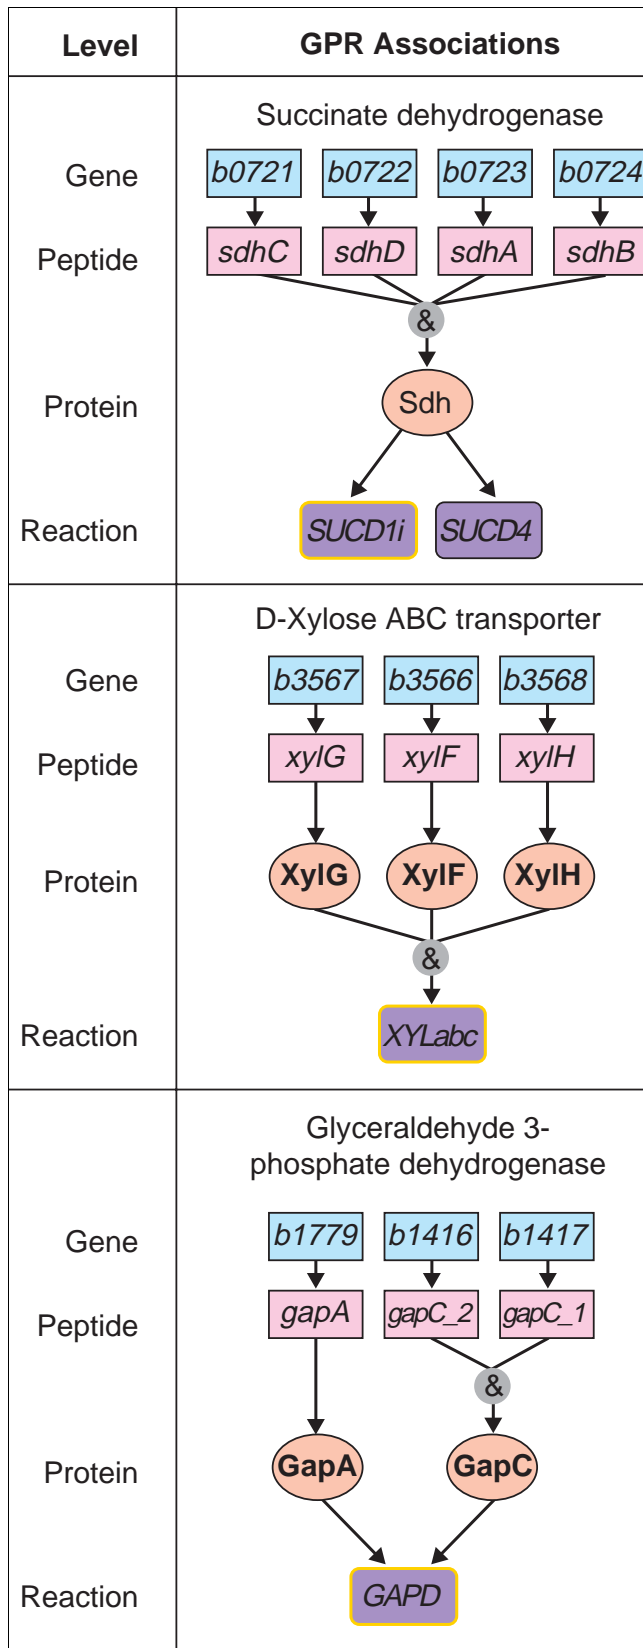 Level GPR Associations
Succinate dehydrogenase
Gene b0721 b0722 b0723 b0724
Peptide sdhC sdhD sdhA sdhB
&
Protein Sdh
Reaction SUCD1i SUCD4
D-Xylose ABC transporter
Gene b3567 b3566 b3568
Peptide xylG xylF xylH
Protein XylG XylF XylH
&
Reaction XYLabc
Glyceraldehyde 3-
phosphate dehydrogenase
Gene b1779 b1416 b1417
Peptide gapA gapC_2 gapC_1
&
Protein GapA GapC
Reaction GAPD